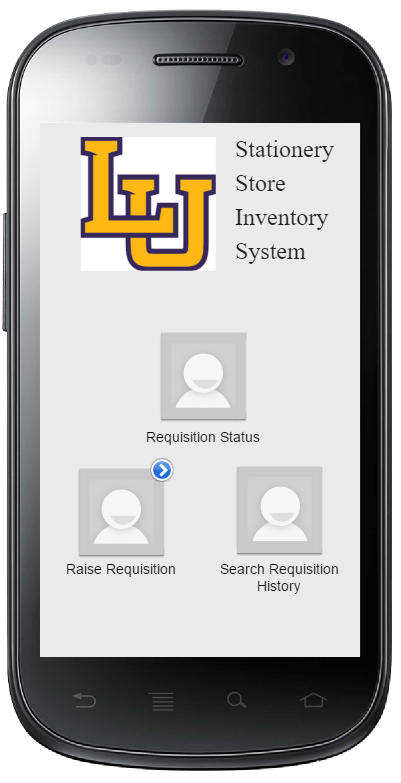 LU
Stationery
Store
Inventory
System
Requisition Status
Raise Requisition
Search Requisition
History